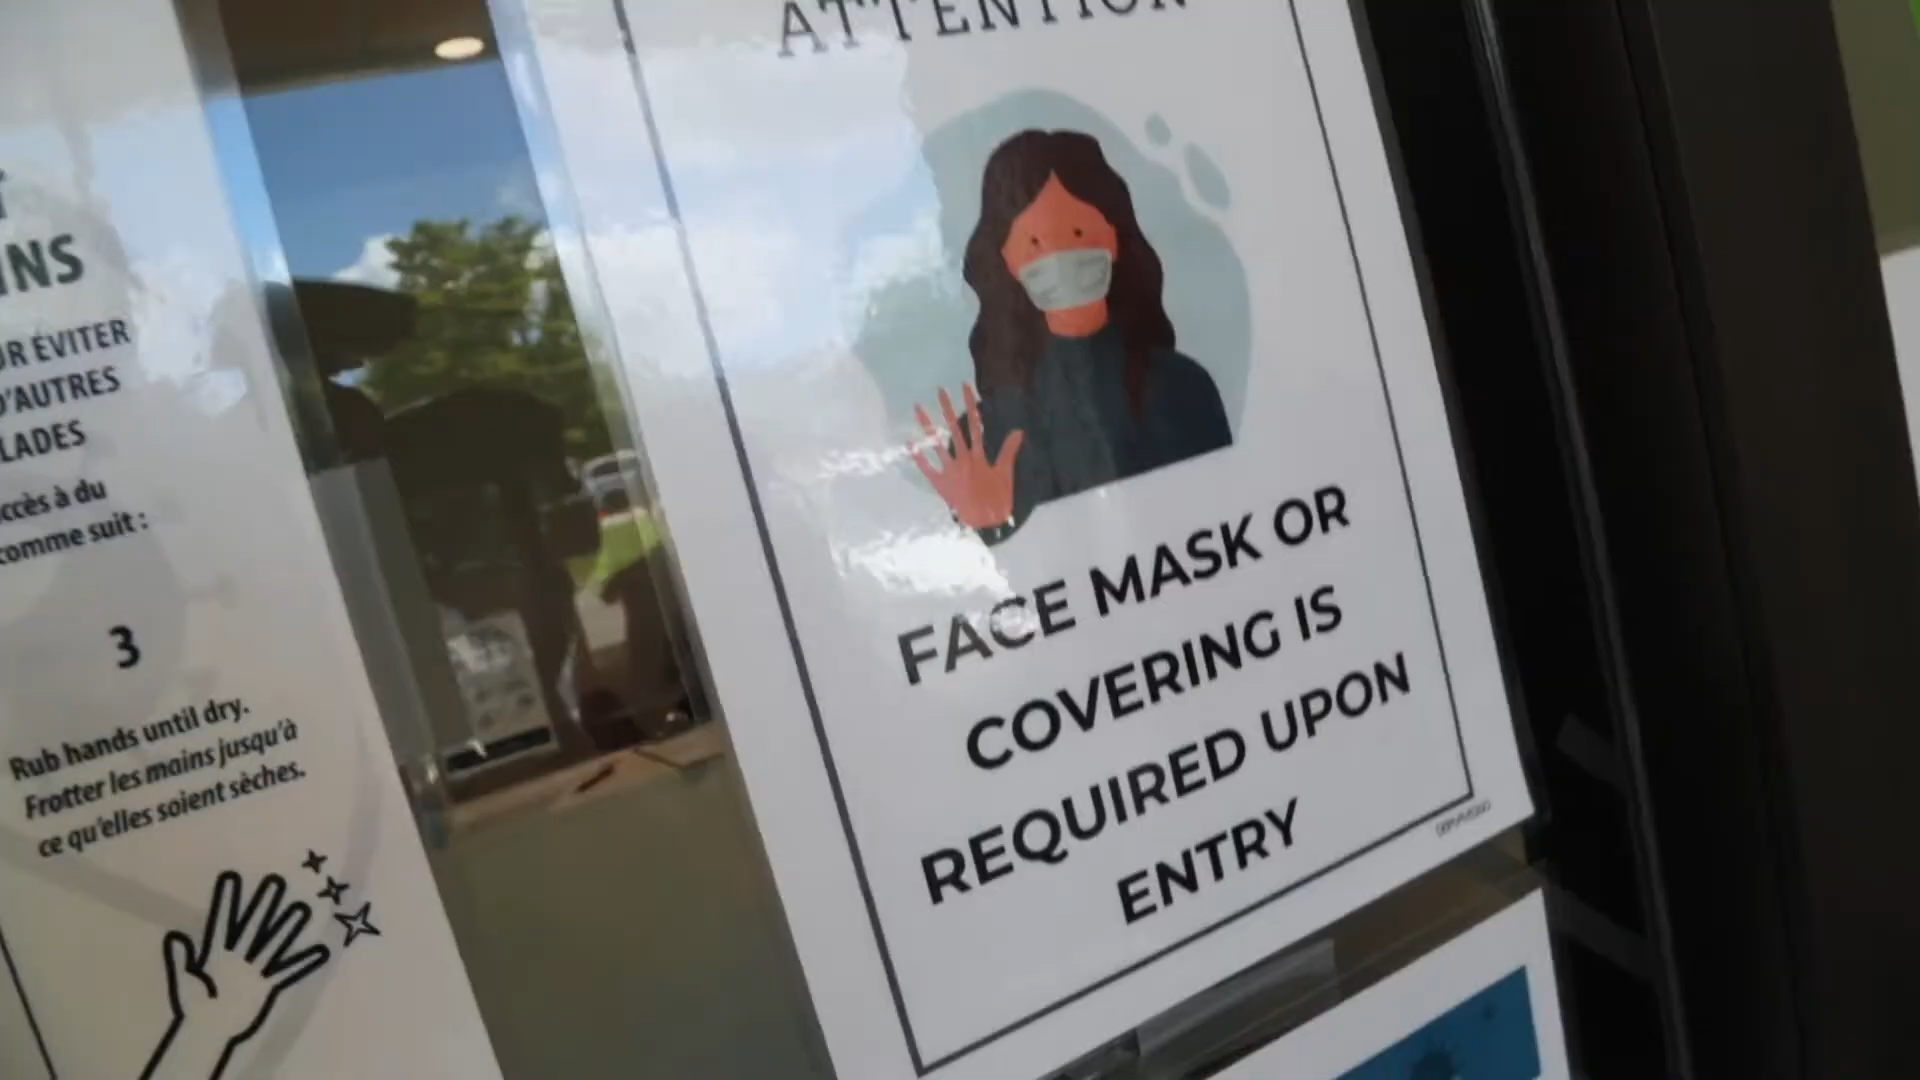 INS
UR ÉVITER
D'AUTRES
LADES
ccès à du
comme suit :
3
Rub hands until dry.
Frotter les mains jusqu'à
ce qu'elles soient sèches.
ATTENTION
FACE MASK OR
COVERING IS
REQUIRED UPON
ENTRY